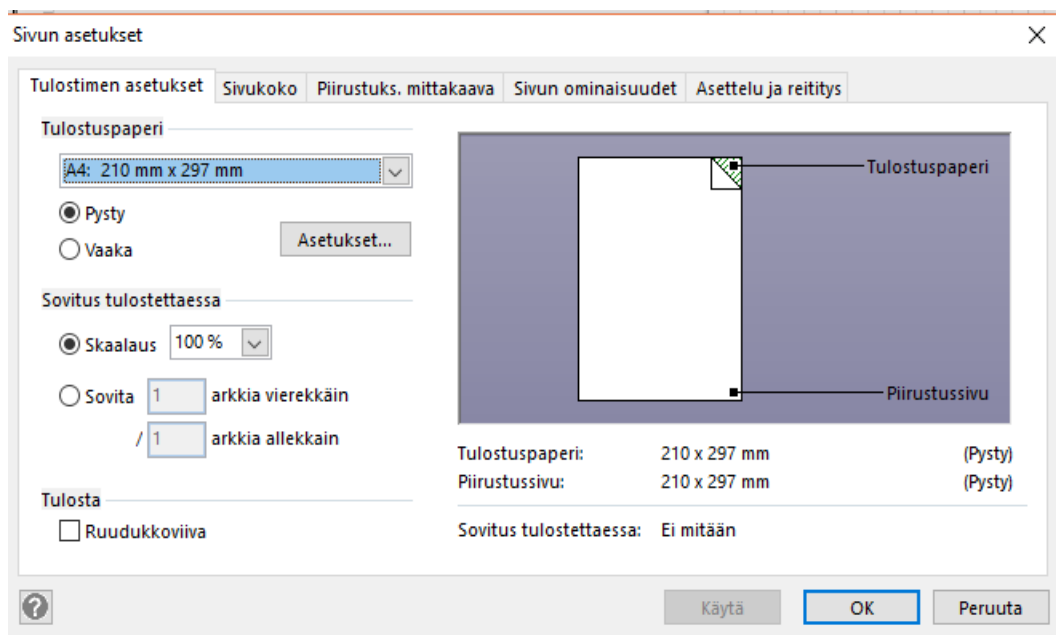 Sivun asetukset
Tulostimen asetukset Sivukoko Piirustuks. mittakaava Sivun ominaisuudet Asettelu ja reititys
Tulostuspaperi
A4: 210 mm x 297 mm
Pysty
Vaaka
Asetukset...
Sovitus tulostettaessa
Skaalaus 100 %
Sovita 1 arkkia vierekkäin
/ 1 arkkia allekkain
Tulosta
Ruudukkoviiva
Tulostuspaperi
Piirustussivu
Tulostuspaperi: 210 x 297 mm (Pysty)
Piirustussivu: 210 x 297 mm (Pysty)
Sovitus tulostettaessa: Ei mitään
? Käytä OK Peruuta